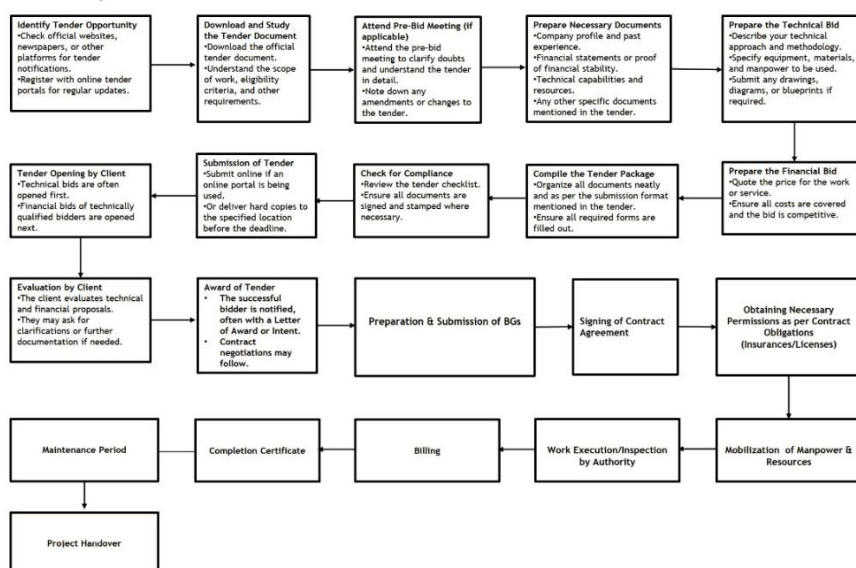 Identify Tender Opportunity
•Check official websites,
newspapers, or other
platforms for tender
notifications.
•Register with online tender
portals for regular updates.
Download and Study
the Tender Document
•Download the official
tender document.
•Understand the scope
of work, eligibility
criteria, and other
requirements.
Attend Pre-Bid Meeting (if
applicable)
•Attend the pre-bid
meeting to clarify doubts
and understand the tender
in detail.
•Note down any
amendments or changes to
the tender.
Prepare Necessary Documents
•Company profile and past
experience.
•Financial statements or proof
of financial stability.
•Technical capabilities and
resources.
•Any other specific documents
mentioned in the tender.
Prepare the Technical Bid
•Describe your technical
approach and methodology.
•Specify equipment, materials,
and manpower to be used.
•Submit any drawings,
diagrams, or blueprints if
required.
Prepare the Financial Bid
•Quote the price for the work
or service.
•Ensure all costs are covered
and the bid is competitive.
Compile the Tender Package
•Organize all documents neatly
and as per the submission format
mentioned in the tender.
•Ensure all required forms are
filled out.
Check for Compliance
•Review the tender checklist.
•Ensure all documents are
signed and stamped where
necessary.
Submission of Tender
•Submit online if an
online portal is being
used.
•Or deliver hard copies to
the specified location
before the deadline.
Tender Opening by Client
•Technical bids are often
opened first.
•Financial bids of technically
qualified bidders are opened
next.
Evaluation by Client
•The client evaluates technical
and financial proposals.
•They may ask for
clarifications or further
documentation if needed.
Award of Tender
• The successful
bidder is notified,
often with a Letter
of Award or Intent.
• Contract
negotiations may
follow.
Preparation & Submission of BGs
Signing of Contract
Agreement
Obtaining Necessary
Permissions as per Contract
Obligations
(Insurances/Licenses)
Mobilization of Manpower &
Resources
Work Execution/Inspection
by Authority
Billing
Completion Certificate
Maintenance Period
Project Handover